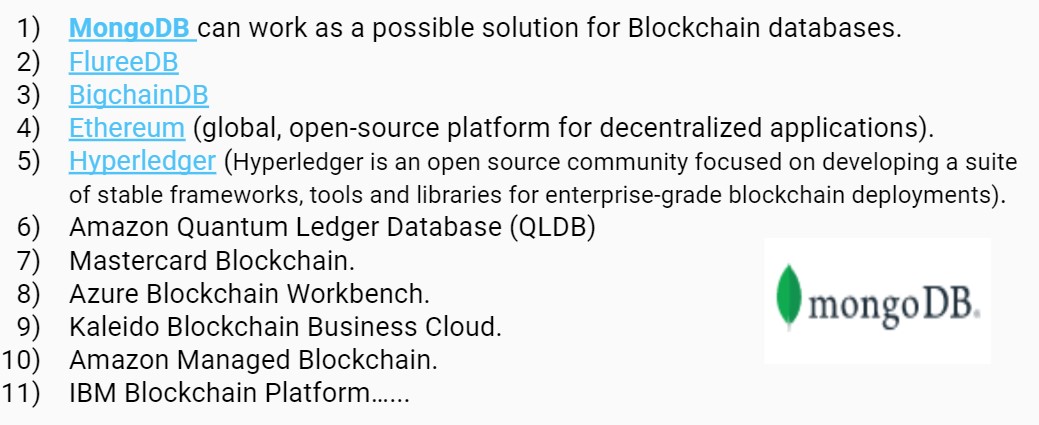 1) MongoDB can work as a possible solution for Blockchain databases.
2) FlureeDB
3) BigchainDB
4) Ethereum (global, open-source platform for decentralized applications).
5) Hyperledger (Hyperledger is an open source community focused on developing a suite
of stable frameworks, tools and libraries for enterprise-grade blockchain deployments).
6) Amazon Quantum Ledger Database (QLDB)
7) Mastercard Blockchain.
8) Azure Blockchain Workbench.
9) Kaleido Blockchain Business Cloud.
10) Amazon Managed Blockchain.
11) IBM Blockchain Platform…...
mongoDB.